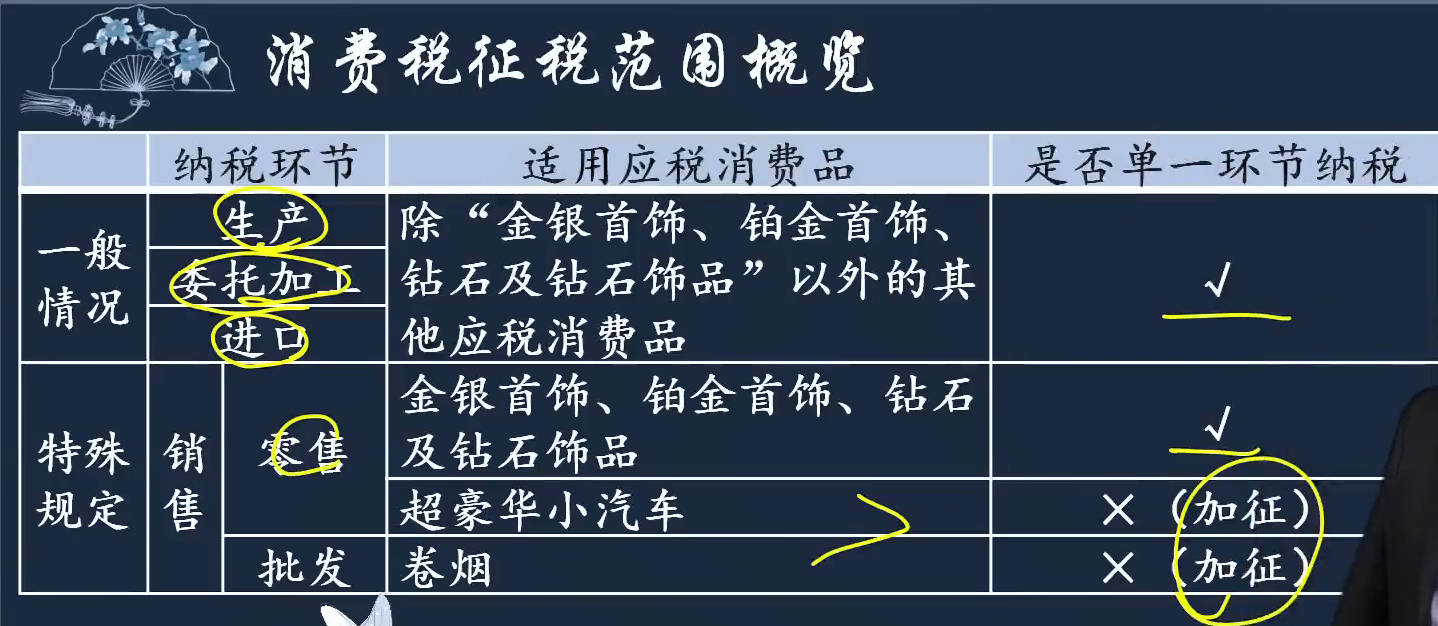 消费税征税范围概览
纳税环节 适用应税消费品 是否单一环节纳税
一般
情况
生产
委托加工
进口
除“金银首饰、铂金首饰、
钻石及钻石饰品”以外的其
他应税消费品
√
特殊
规定
销
售
零售
金银首饰、铂金首饰、钻石
及钻石饰品
√
超豪华小汽车
×（加征）
批发
卷烟
×（加征）